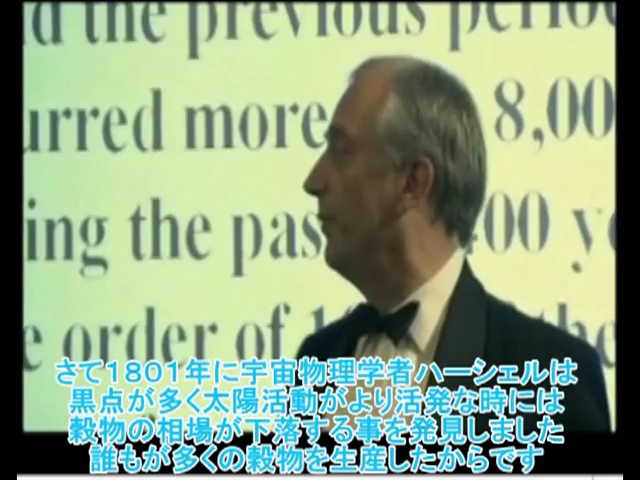 the previous
urred more 8,00
ing the pas 400 y
e order of
さて1801年に宇宙物理学者ハーシェルは
黒点が多く太陽活動がより活発な時には
穀物の相場が下落する事を発見しました
誰もが多くの穀物を生産したからです